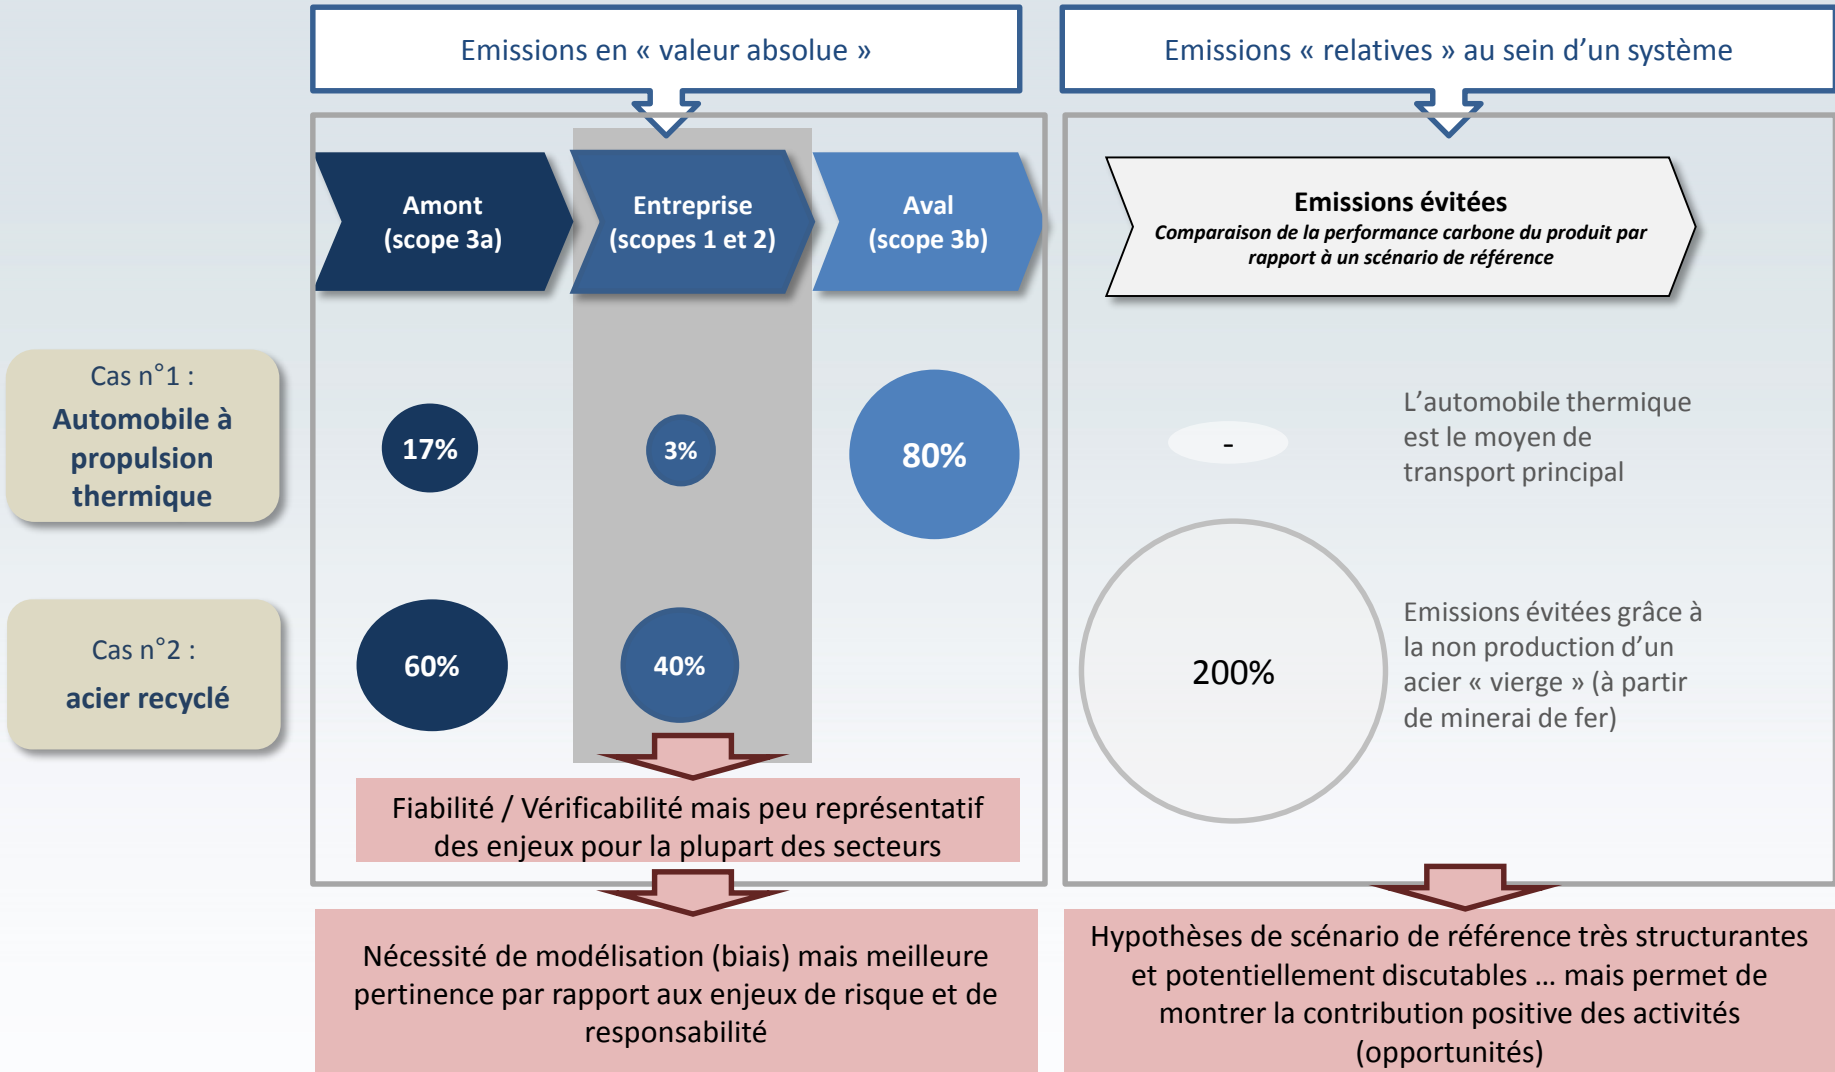 Emissions en « valeur absolue »
Emissions « relatives » au sein d’un système
Amont
(scope 3a)
Entreprise
(scopes 1 et 2)
Aval
(scope 3b)
Emissions évitées
Comparaison de la performance carbone du produit par
rapport à un scénario de référence
Cas n°1 :
Automobile à
propulsion
thermique
17%
3%
80%
-
L’automobile thermique
est le moyen de
transport principal
Cas n°2 :
acier recyclé
60%
40%
200%
Emissions évitées grâce à
la non production d’un
acier « vierge » (à partir
de minerai de fer)
Fiabilité / Vérificabilité mais peu représentatif
des enjeux pour la plupart des secteurs
Nécessité de modélisation (biais) mais meilleure
pertinence par rapport aux enjeux de risque et de
responsabilité
Hypothèses de scénario de référence très structurantes
et potentiellement discutables … mais permet de
montrer la contribution positive des activités
(opportunités)